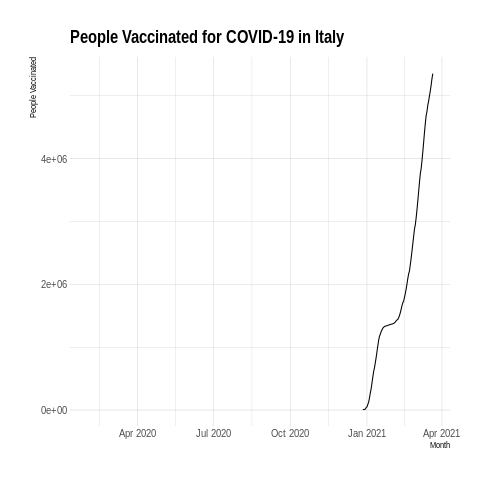 People Vaccinated for COVID-19 in Italy
People Vaccinated
4e+06
2e+06
0e+00
Apr 2020 Jul 2020 Oct 2020 Jan 2021 Apr 2021
Month